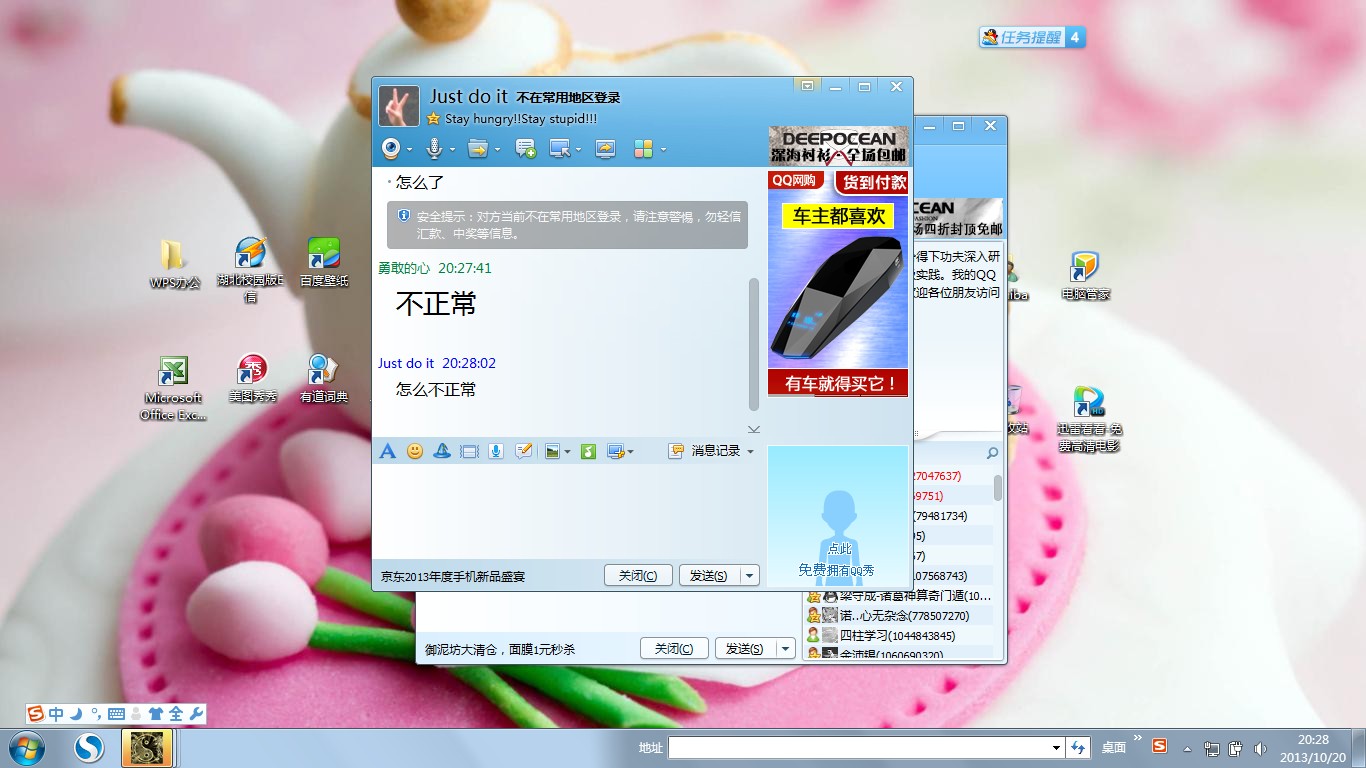 任务提醒 4
Just do it 不在常用地区登录
Stay hungry!!Stay stupid!!!
DEEPOCEAN
深海衬衫·全场包邮
怎么了
安全提示：对方当前不在常用地区登录，请注意警惕，勿轻信
汇款、中奖等信息。
勇敢的心 20:27:41
不正常
Just do it 20:28:02
怎么不正常
消息记录
京东2013年度手机新品盛宴
关闭(C)
发送(S)
QQ网购
货到付款
车主都喜欢
有车就得买它！
点此
免费拥有QQ秀
CEAN
FASHION
场四折封顶免邮
得下功夫深入研
实践。我的QQ
迎各位朋友访问
27047637)
69751)
(79481734)
95)
57)
107568743)
梁守成-诸葛神算奇门遁(10...
诺..心无杂念(778507270)
四柱学习(1044843845)
金沛锡(1060690320)
御泥坊大清仓，面膜1元秒杀
关闭(C)
发送(S)
WPS办公
湖北校园版E
信
百度壁纸
Microsoft
Office Exc...
美图秀秀
有道词典
iba
电脑管家
收站
迅雷看看-免
费高清电影
中
全
地址
桌面
20:28
2013/10/20